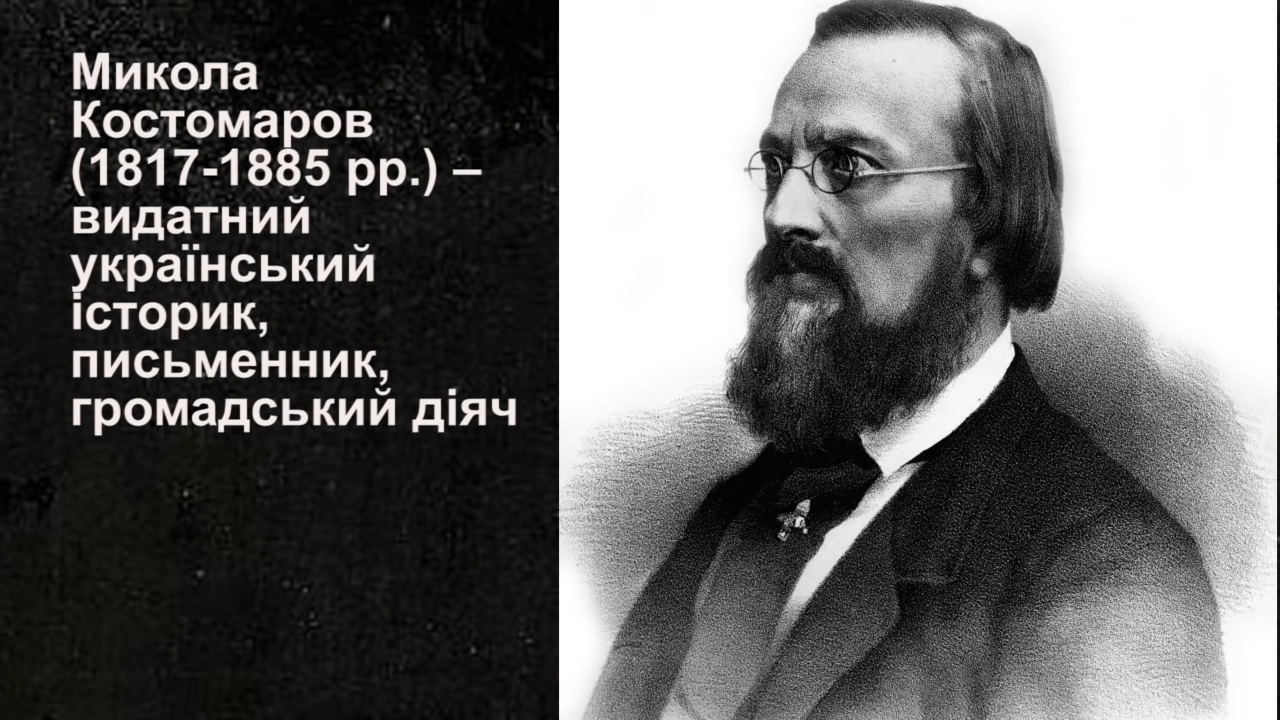 Микола
Костомаров
(1817-1885 рр.) –
видатний
український
історик,
письменник,
громадський діяч